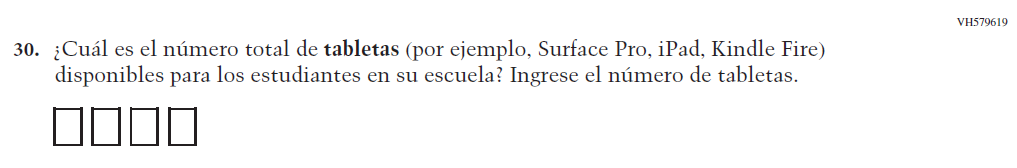 VH579619
30. ¿Cuál es el número total de tabletas (por ejemplo, Surface Pro, iPad, Kindle Fire)
disponibles para los estudiantes en su escuela? Ingrese el número de tabletas.